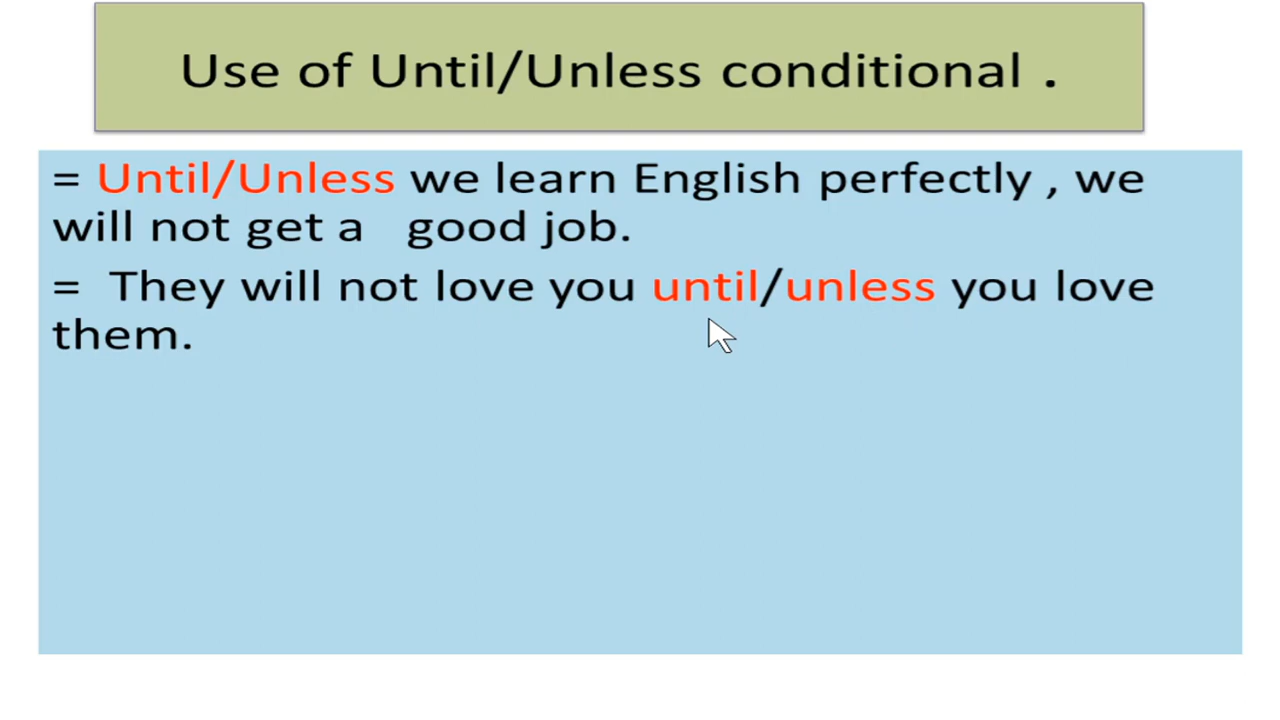 Use of Until/Unless conditional .
= Until/Unless we learn English perfectly , we
will not get a   good job.
=  They will not love you until/unless you love
them.